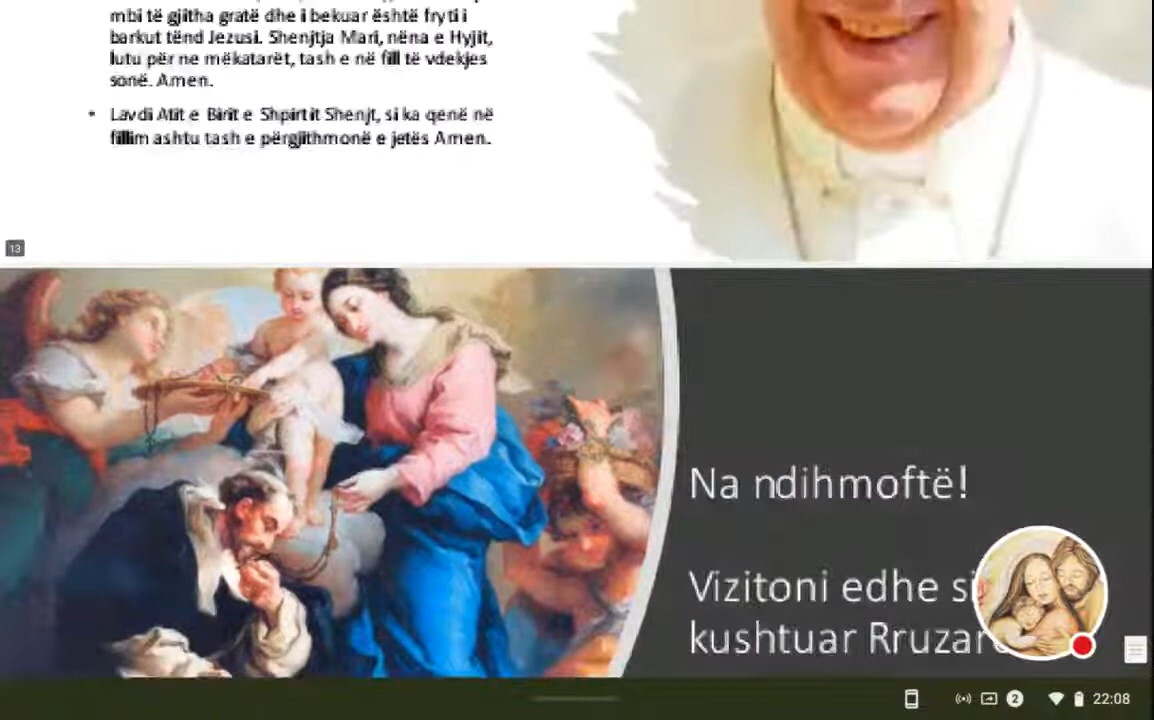 mbi të gjitha gratë dhe i bekuar është fryti i
barkut tënd Jezusi. Shenjtja Mari, nëna e Hyjit,
lutu për ne mëkatarët, tash e në fill të vdekjes
sonë. Amen.
• Lavdi Atit e Birit e Shpirtit Shenjt, si ka qenë në
fillim ashtu tash e përgjithmonë e jetës Amen.
13
Na ndihmoftë!
Vizitoni edhe
kushtuar
2
22:08